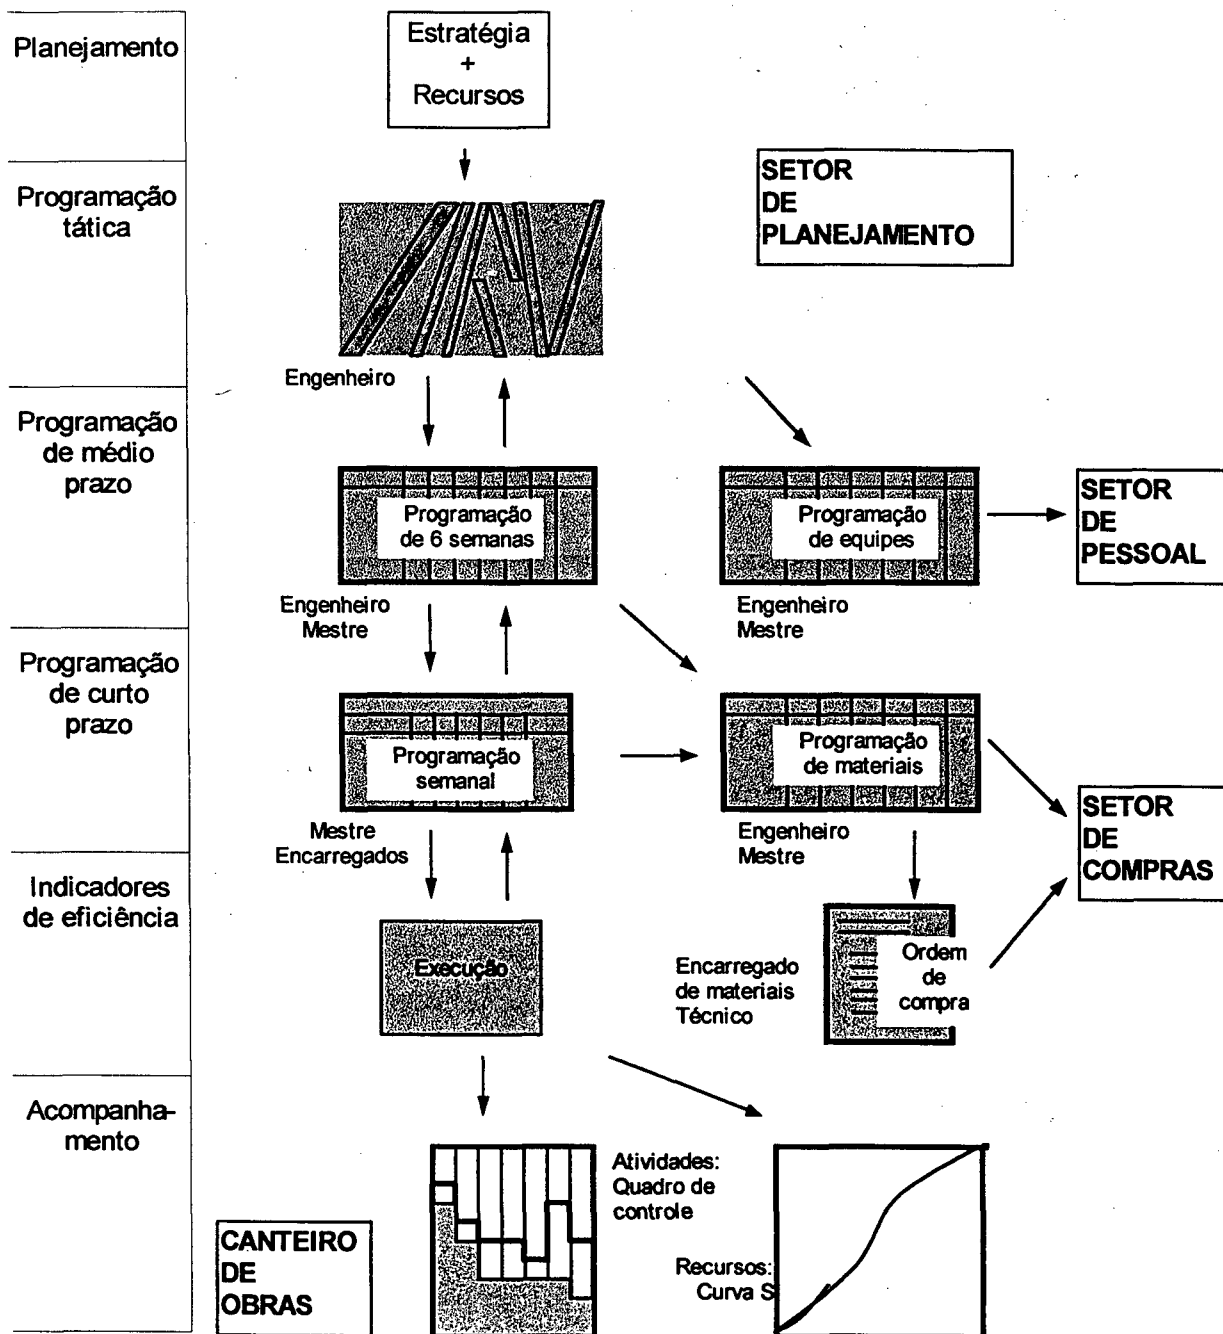 Planejamento
Estratégia
+
Recursos
Programação
tática
SETOR
DE
PLANEJAMENTO
Engenheiro
Programação
de médio
prazo
Programação
de 6 semanas
Programação
de equipes
SETOR
DE
PESSOAL
Engenheiro
Mestre
Engenheiro
Mestre
Programação
de curto
prazo
Programação
semanal
Programação
de materiais
Mestre
Encarregados
Engenheiro
Mestre
SETOR
DE
COMPRAS
Indicadores
de eficiência
Execução
Encarregado
de materiais
Técnico
Ordem
de
compra
Acompanha-
mento
Atividades:
Quadro de
controle
Recursos:
Curva S
CANTEIRO
DE
OBRAS